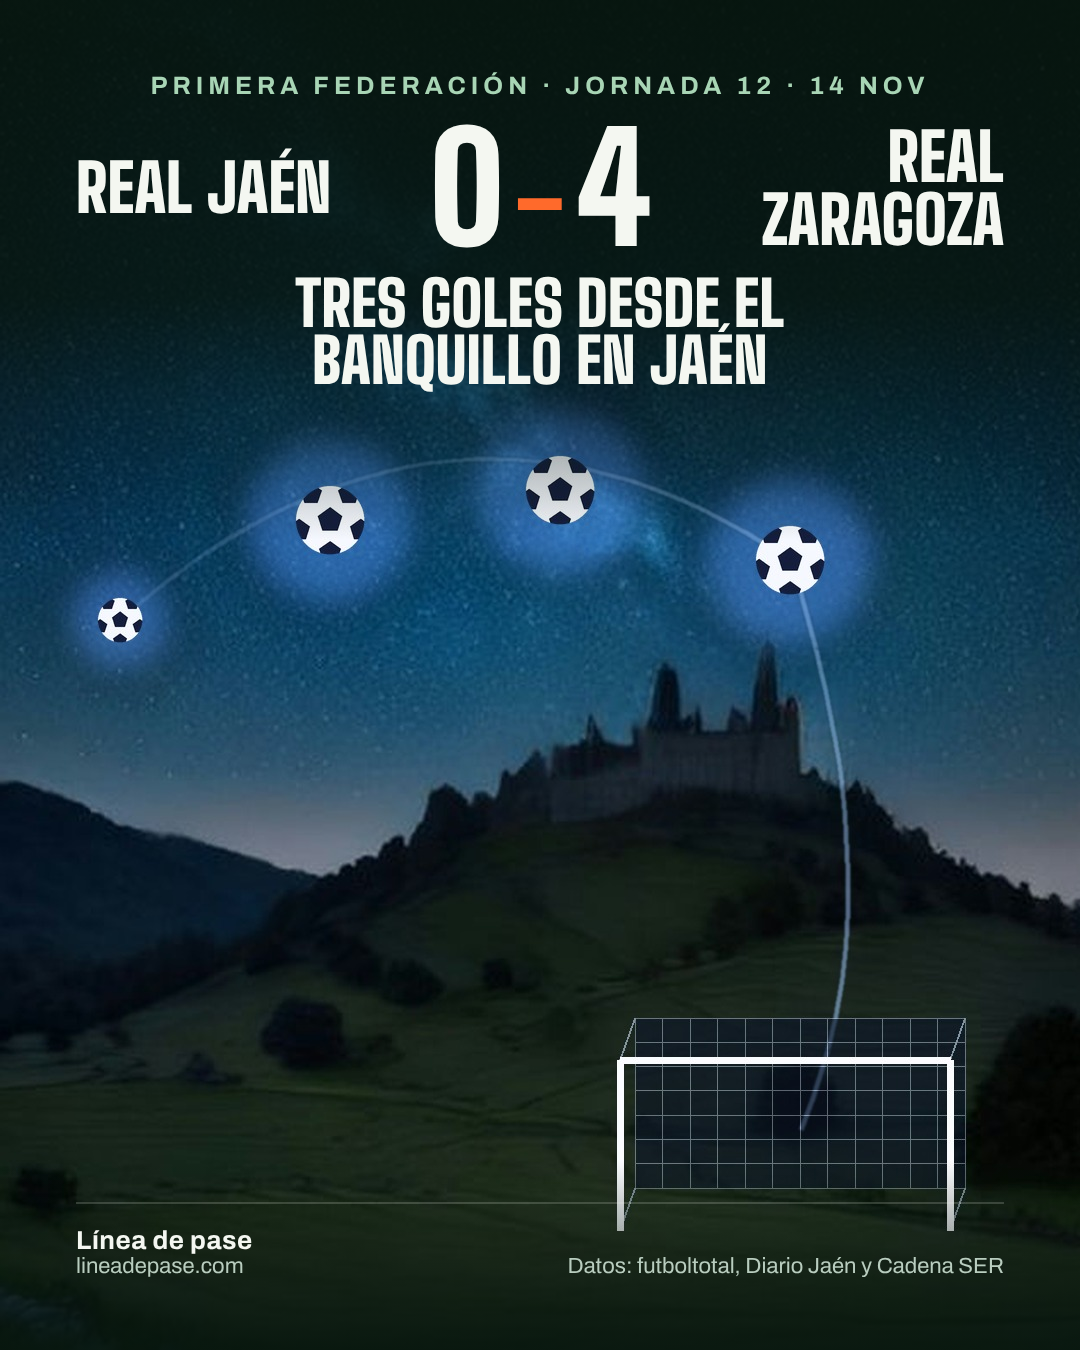 PRIMERA FEDERACIÓN · JORNADA 12 · 14 NOV
REAL JAÉN
0-4
REAL
ZARAGOZA
TRES GOLES DESDE EL
BANQUILLO EN JAÉN
Línea de pase
lineadepase.com
Datos: futboltotal, Diario Jaén y Cadena SER